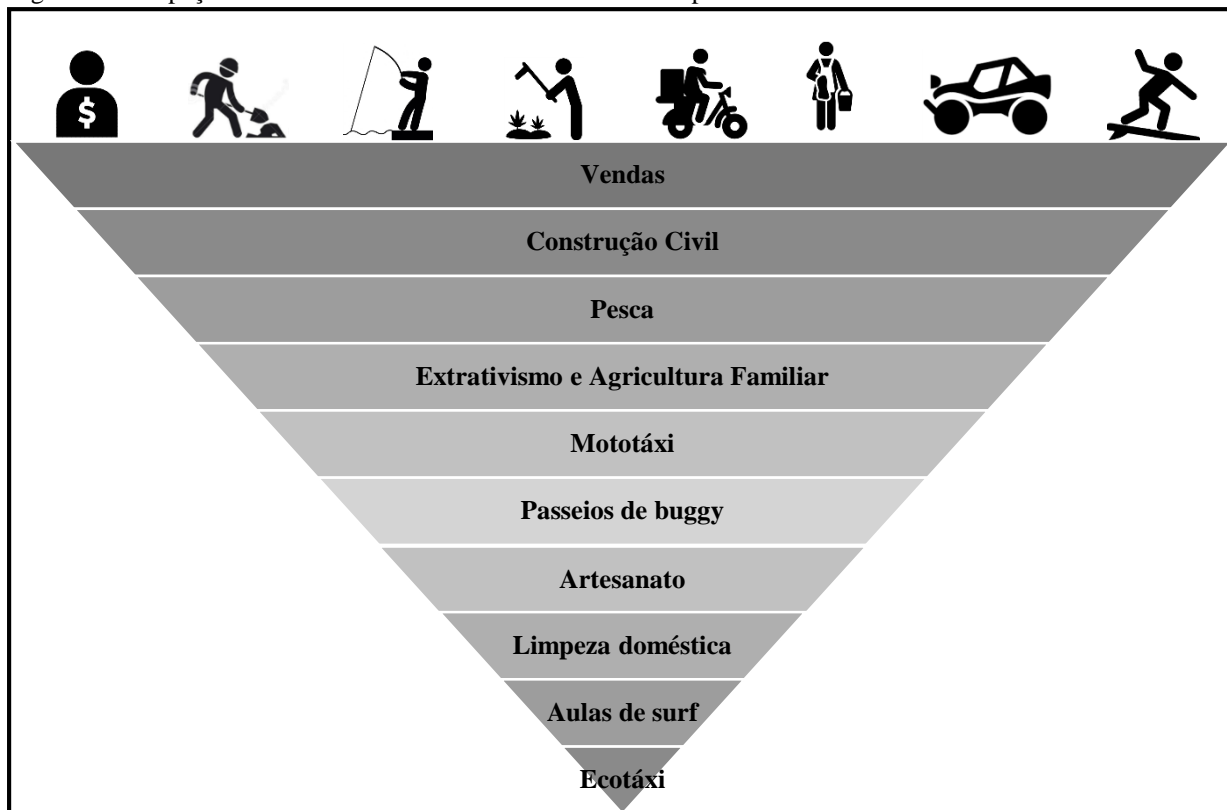 $
Vendas
Construção Civil
Pesca
Extrativismo e Agricultura Familiar
Mototáxi
Passeios de buggy
Artesanato
Limpeza doméstica
Aulas de surf
Ecotáxi